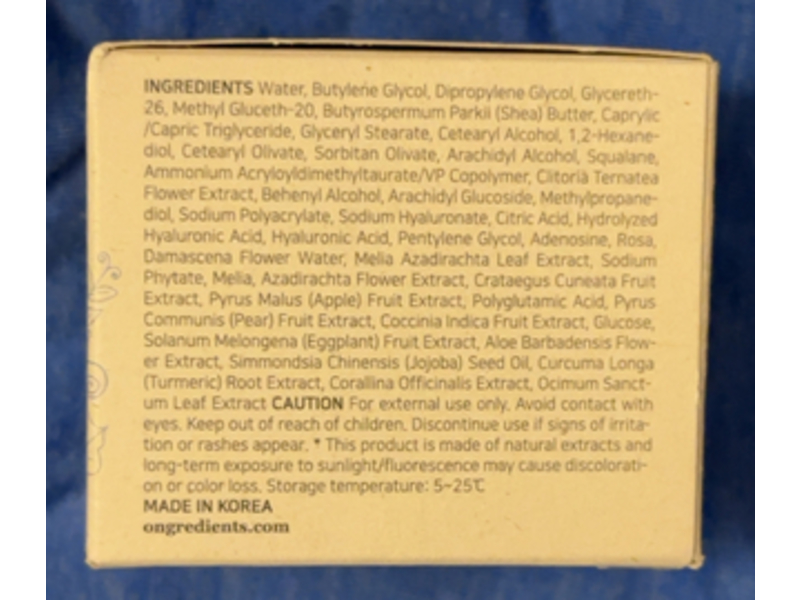 INGREDIENTS Water, Butylene Glycol, Dipropylene Glycol, Glycereth-
26, Methyl Gluceth-20, Butyrospermum Parkii (Shea) Butter, Caprylic
/Capric Triglyceride, Glyceryl Stearate, Cetearyl Alcohol, 1,2-Hexane-
diol, Cetearyl Olivate, Sorbitan Olivate, Arachidyl Alcohol, Squalane,
Ammonium Acryloyldimethyltaurate/VP Copolymer, Clitoria Ternatea
Flower Extract, Behenyl Alcohol, Arachidyl Glucoside, Methylpropane-
diol, Sodium Polyacrylate, Sodium Hyaluronate, Citric Acid, Hydrolyzed
Hyaluronic Acid, Hyaluronic Acid, Pentylene Glycol, Adenosine, Rosa,
Damascena Flower Water, Melia Azadirachta Leaf Extract, Sodium
Phytate, Melia, Azadirachta Flower Extract, Crataegus Cuneata Fruit
Extract, Pyrus Malus (Apple) Fruit Extract, Polyglutamic Acid, Pyrus
Communis (Pear) Fruit Extract, Coccinia Indica Fruit Extract, Glucose,
Solanum Melongena (Eggplant) Fruit Extract, Aloe Barbadensis Flow-
er Extract, Simmondsia Chinensis (Jojoba) Seed Oil, Curcuma Longa
(Turmeric) Root Extract, Corallina Officinalis Extract, Ocimum Sanct-
um Leaf Extract CAUTION For external use only. Avoid contact with
eyes. Keep out of reach of children. Discontinue use if signs of irrita-
tion or rashes appear. * This product is made of natural extracts and
long-term exposure to sunlight/fluorescence may cause discolorati-
on or color loss. Storage temperature: 5~25℃
MADE IN KOREA
ongredients.com